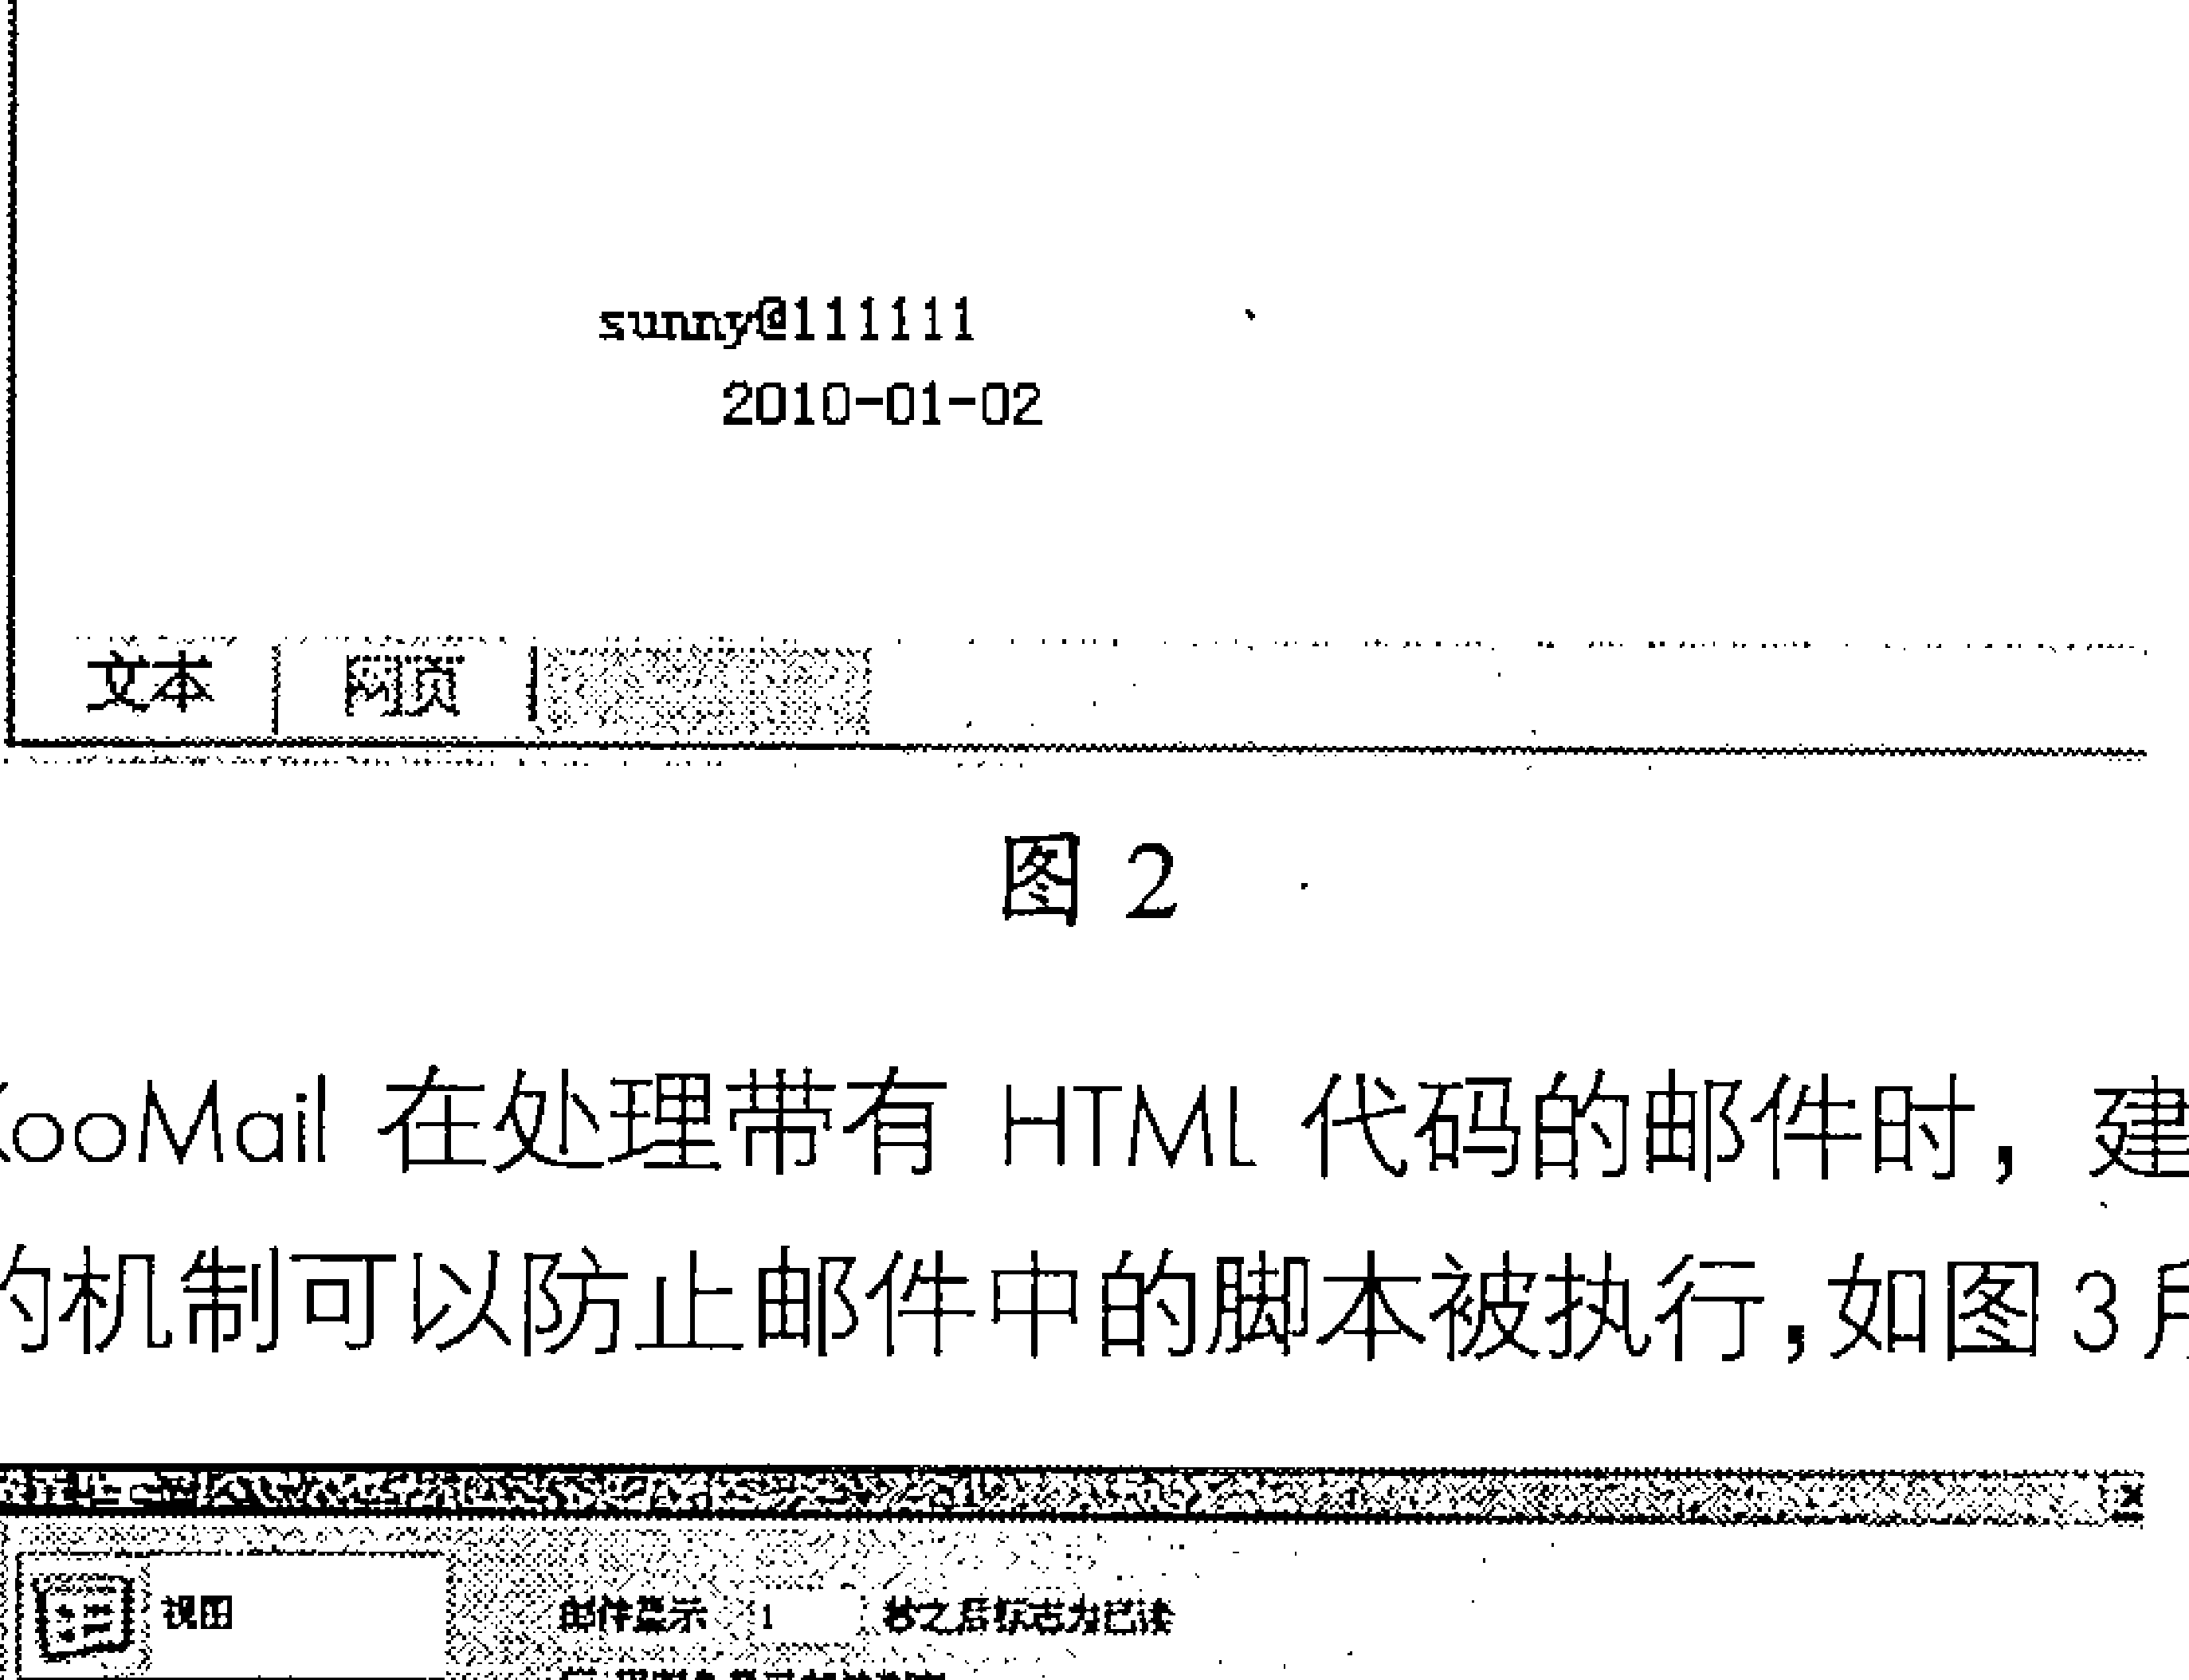 sunny@111111
2010-01-02
文本 网页
图 2
KooMail 在处理带有 HTML 代码的邮件时，建
的机制可以防止邮件中的脚本被执行，如图 3 所
视图 邮件显示 1 秒之后标志为已读